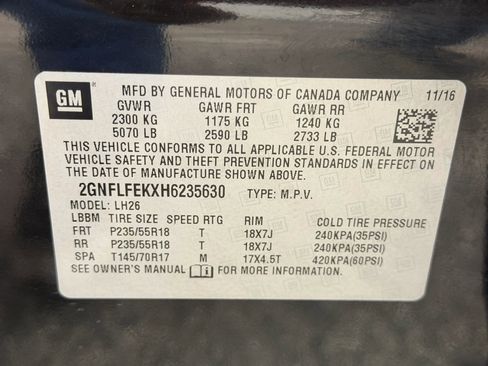 GM
MFD BY GENERAL MOTORS OF CANADA COMPANY 11/16
GVWR GAWR FRT GAWR RR
2300 KG 1175 KG 1240 KG
5070 LB 2590 LB 2733 LB
THIS VEHICLE CONFORMS TO ALL APPLICABLE U.S. FEDERAL MOTOR
VEHICLE SAFETY AND THEFT PREVENTION STANDARDS IN EFFECT ON
THE DATE OF MANUFACTURE SHOWN ABOVE.
2GNFLFEKXH6235630 TYPE: M.P.V.
MODEL: LH26
LBBM TIRE SIZE SPEED RTG RIM COLD TIRE PRESSURE
FRT P235/55R18 T 18X7J 240KPA(35PSI)
RR P235/55R18 T 18X7J 240KPA(35PSI)
SPA T145/70R17 M 17X4.5T 420KPA(60PSI)
SEE OWNER'S MANUAL FOR MORE INFORMATION.